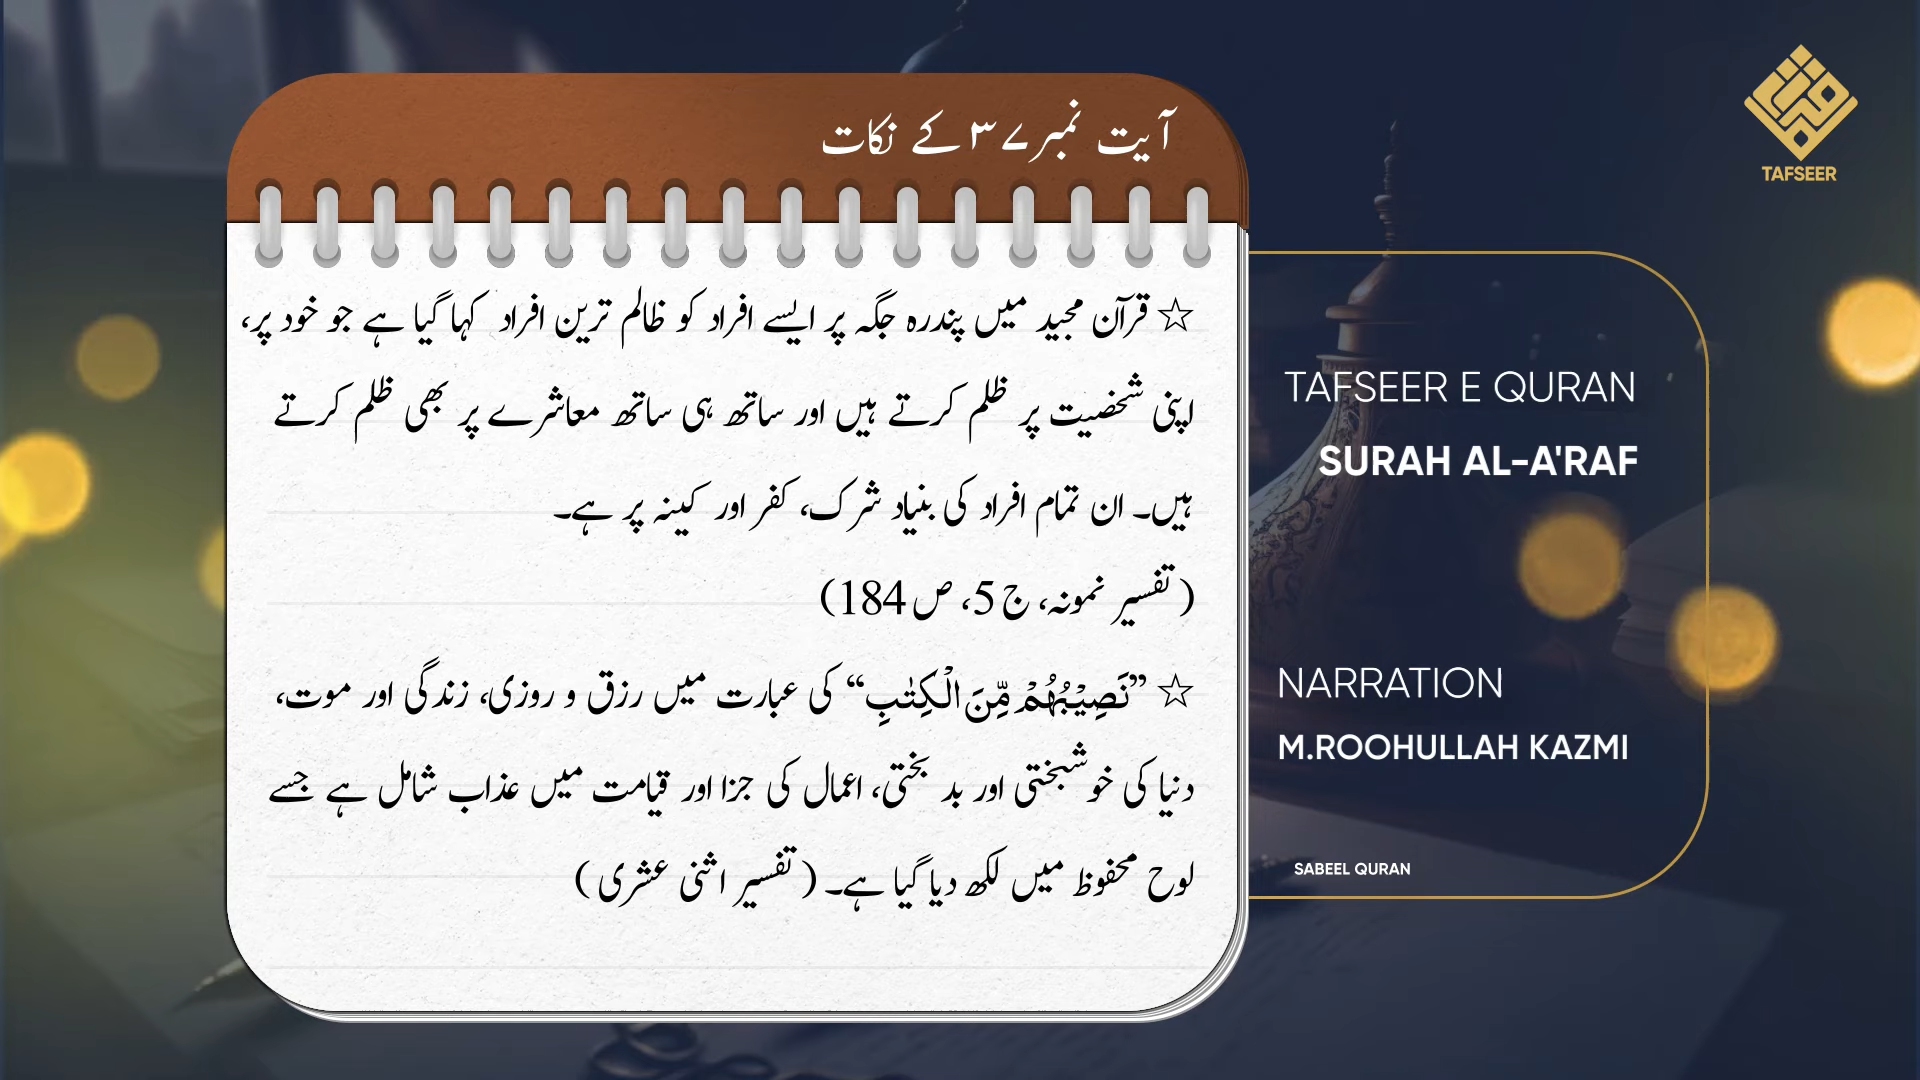 آیت نمبر ۳۷ کے نکات
☆ قرآن مجید میں پندرہ جگہ پر ایسے افراد کو ظالم ترین افراد کہا گیا ہے جو خود پر،
اپنی شخصیت پر ظلم کرتے ہیں اور ساتھ ہی ساتھ معاشرے پر بھی ظلم کرتے
ہیں۔ ان تمام افراد کی بنیاد شرک، کفر اور کینہ پر ہے۔
(تفسیر نمونہ، ج 5، ص 184)
☆ ”نَصِیۡبُہُمۡ مِّنَ الۡکِتٰبِ“ کی عبارت میں رزق و روزی، زندگی اور موت،
دنیا کی خوشبختی اور بد بختی، اعمال کی جزا اور قیامت میں عذاب شامل ہے جسے
لوح محفوظ میں لکھ دیا گیا ہے۔ (تفسیر اثنی عشری)
TAFSEER
TAFSEER E QURAN
SURAH AL-A'RAF
NARRATION
M.ROOHULLAH KAZMI
SABEEL QURAN